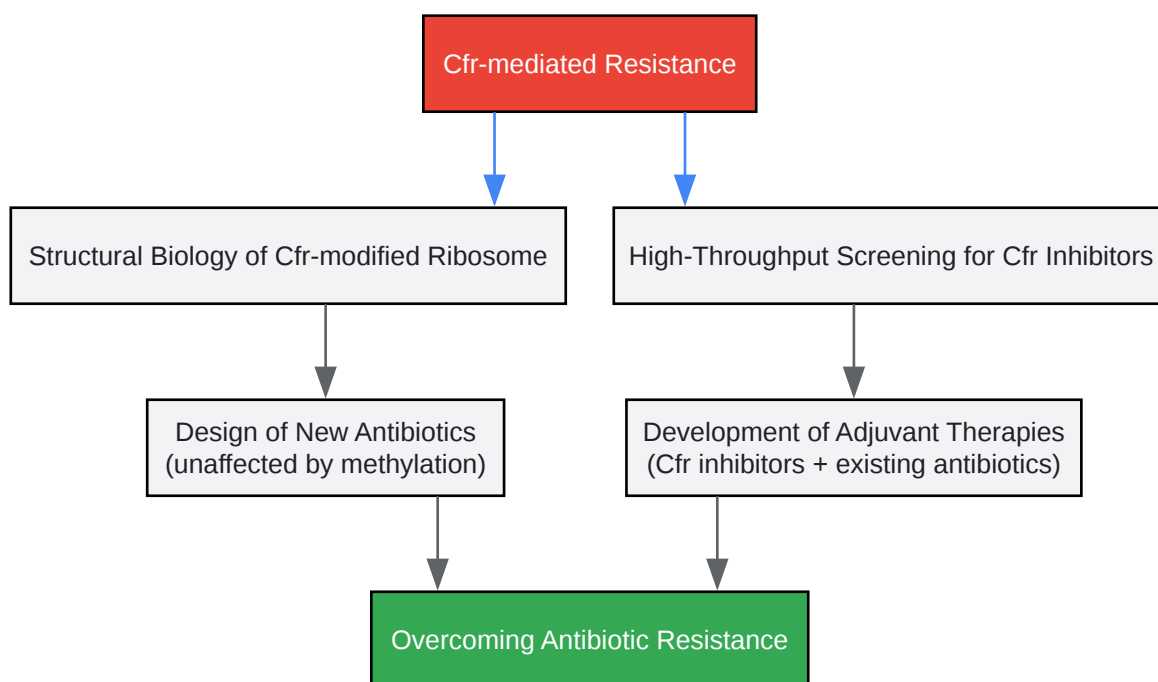 Cfr-mediated Resistance
Structural Biology of Cfr-modified Ribosome
High-Throughput Screening for Cfr Inhibitors
Design of New Antibiotics
(unaffected by methylation)
Development of Adjuvant Therapies
(Cfr inhibitors + existing antibiotics)
Overcoming Antibiotic Resistance